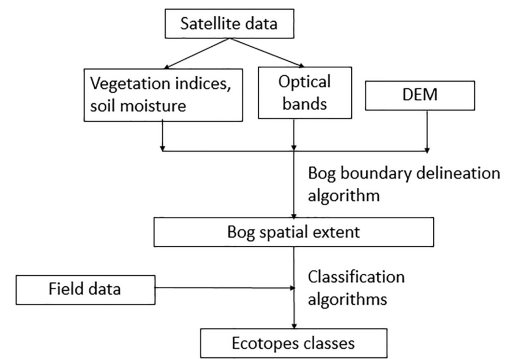 Satellite data
Vegetation indices,
soil moisture
Optical
bands
DEM
Bog boundary delineation
algorithm
Bog spatial extent
Field data
Classification
algorithms
Ecotopes classes